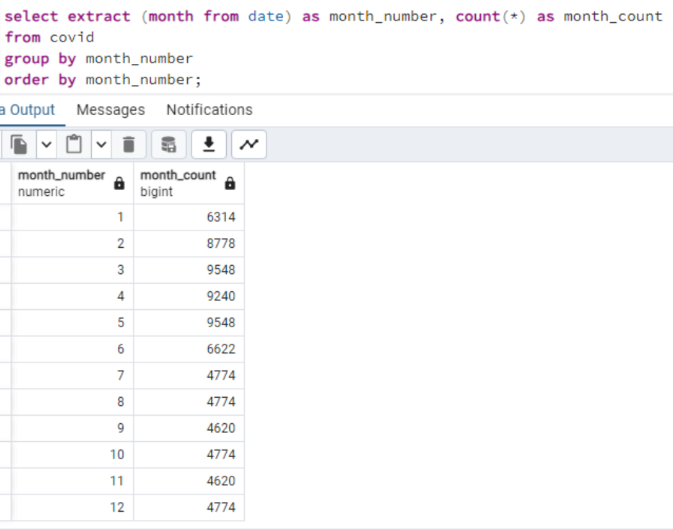 select extract (month from date) as month_number, count(*) as month_count
from covid
group by month_number
order by month_number;
a Output Messages Notifications
month_number month_count
numeric bigint
1 6314
2 8778
3 9548
4 9240
5 9548
6 6622
7 4774
8 4774
9 4620
10 4774
11 4620
12 4774